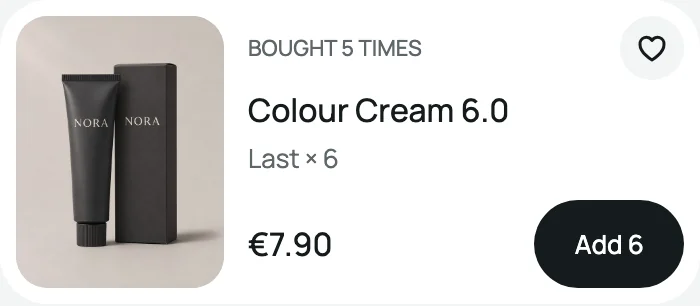 BOUGHT 5 TIMES
Colour Cream 6.0
Last × 6
€7.90
Add 6
NORA
NORA